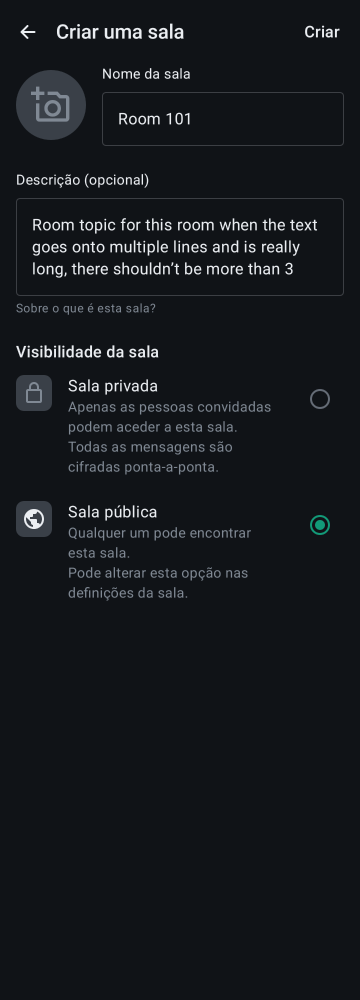 Criar uma sala
Criar
Nome da sala
Room 101
Descrição (opcional)
Room topic for this room when the text
goes onto multiple lines and is really
long, there shouldn’t be more than 3
Sobre o que é esta sala?
Visibilidade da sala
Sala privada
Apenas as pessoas convidadas
podem aceder a esta sala.
Todas as mensagens são
cifradas ponta-a-ponta.
Sala pública
Qualquer um pode encontrar
esta sala.
Pode alterar esta opção nas
definições da sala.